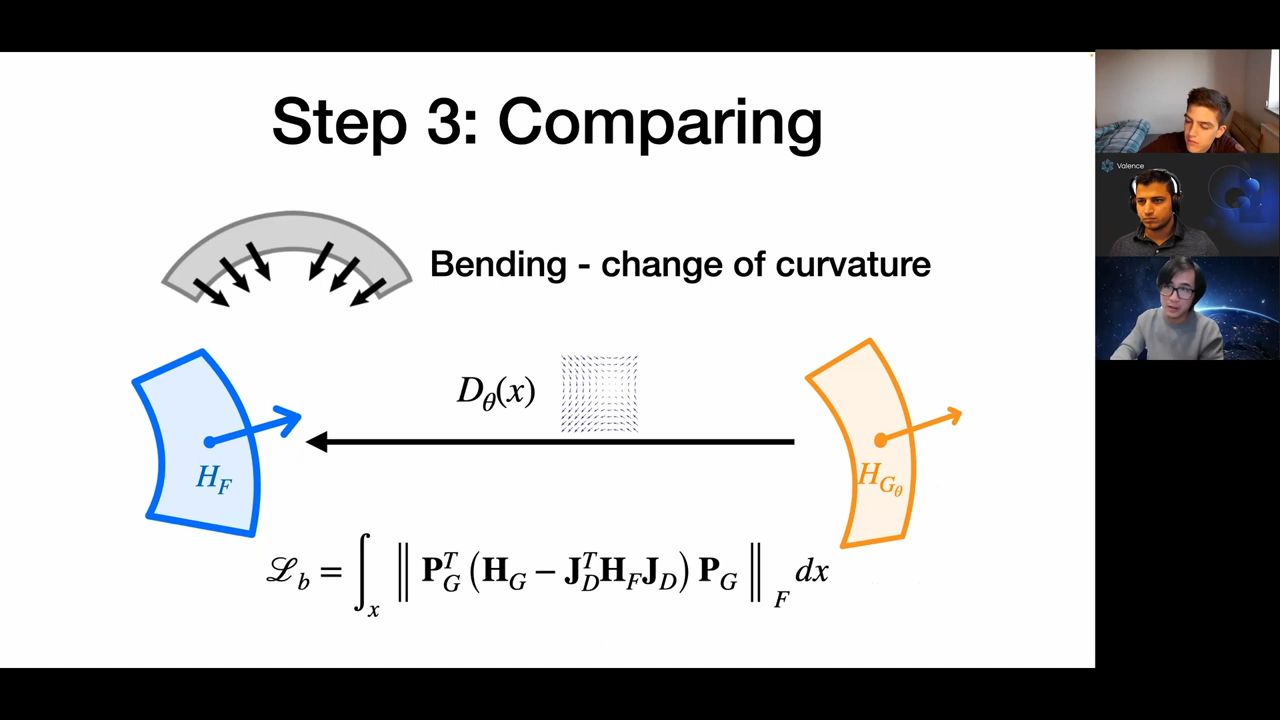 Step 3: Comparing
Valence
Bending - change of curvature
D_θ(x)
H_F
H_{G_θ}
ℒ_b = ∫_x ‖ P_G^T (H_G − J_D^T H_F J_D) P_G ‖_F dx